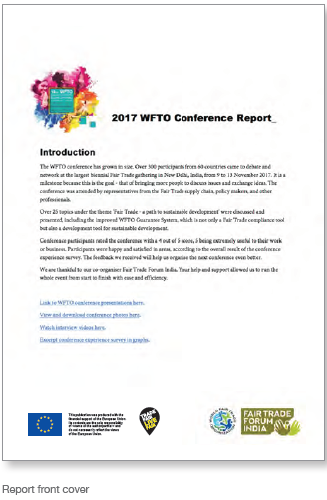 2017 WFTO Conference Report_
Introduction
The WFTO conference has grown in size. Over 300 participants from 60 countries came to debate and
network at the largest biennial Fair Trade gathering in New Delhi, India, from 9 to 13 November 2017. It is a
milestone because this is the goal - that of bringing more people to discuss issues and exchange ideas. The
conference was attended by representatives from the Fair Trade supply chain, policy makers, and other
professionals.
Over 25 topics under the theme 'Fair Trade - a path to sustainable development' were discussed and
presented, including the improved WFTO Guarantee System, which is not only a Fair Trade compliance tool
but also a development tool for sustainable development.
Conference participants rated the conference with a 4 out of 5 score, 5 being extremely useful to their work
or business. Participants were happy and satisfied in areas, according to the overall result of the conference
experience survey. The feedback we received will help us organise the next conference even better.
We are thankful to our co-organiser Fair Trade Forum India. Your help and support allowed us to run the
whole event from start to finish with ease and efficiency.
Link to WFTO conference presentations here.
View and download conference photos here.
Watch interview videos here.
Excerpt conference experience survey in graphs.
This publication was produced with the
financial support of the European Union.
Its contents are the sole responsibility
of
and do
not necessarily reflect the views
of the European Union.
TRADE
FAIR
LIVE
FAIR
FAIR TRADE
FORUM
INDIA
Report front cover